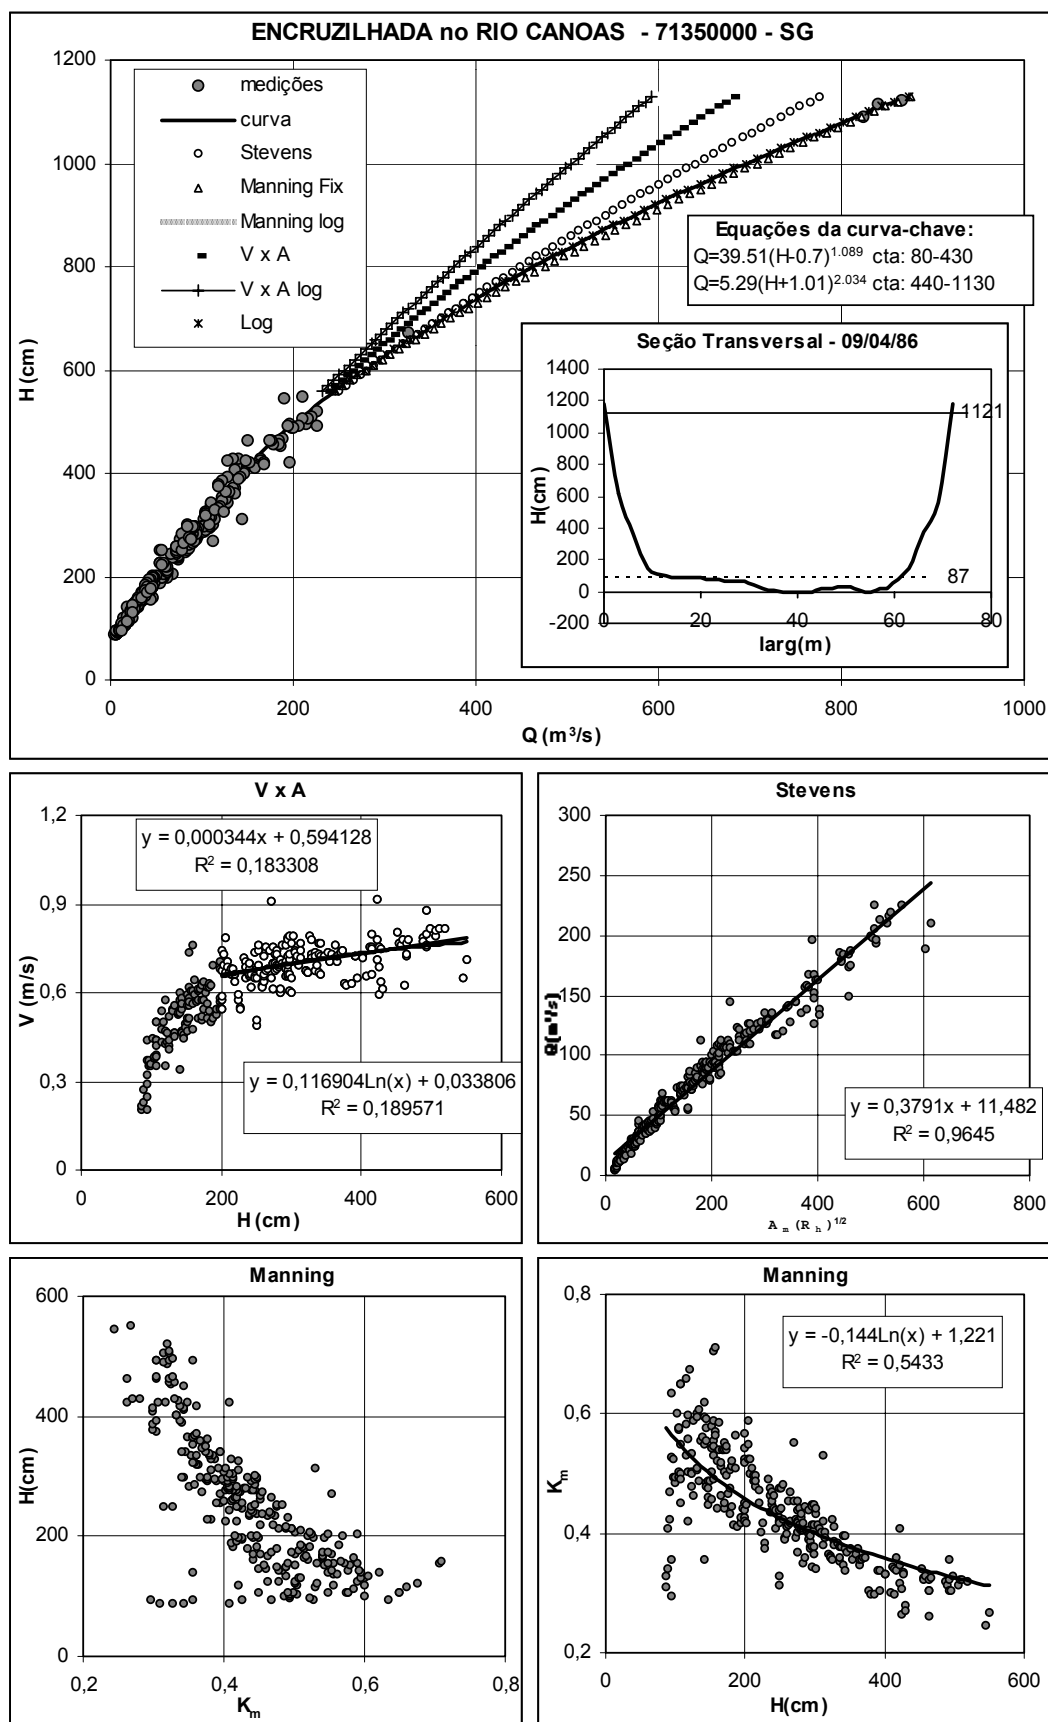 ENCRUZILHADA no RIO CANOAS - 71350000 - SG
1200
1000
800
600
400
200
0
H (cm)
medições
curva
Stevens
Manning Fix
Manning log
V x A
V x A log
Log
Equações da curva-chave:
Q=39.51(H-0.7)^1.089 cta: 80-430
Q=5.29(H+1.01)^2.034 cta: 440-1130
Seção Transversal - 09/04/86
1400
1200
1000
800
600
400
200
0
-200
H(cm)
1121
87
0 20 40 60 80
larg(m)
0 200 400 600 800 1000
Q (m³/s)
V x A
1,2
0,9
0,6
0,3
0
V (m/s)
y = 0,000344x + 0,594128
R² = 0,183308
y = 0,116904Ln(x) + 0,033806
R² = 0,189571
0 200 400 600
H (cm)
Stevens
300
250
200
150
100
50
0
y = 0,3791x + 11,482
R² = 0,9645
0 200 400 600 800
A m (R h)^1/2
Manning
600
400
200
0
H(cm)
0,2 0,4 0,6 0,8
Km
Manning
0,8
0,6
0,4
0,2
Km
y = -0,144Ln(x) + 1,221
R² = 0,5433
0 200 400 600
H(cm)